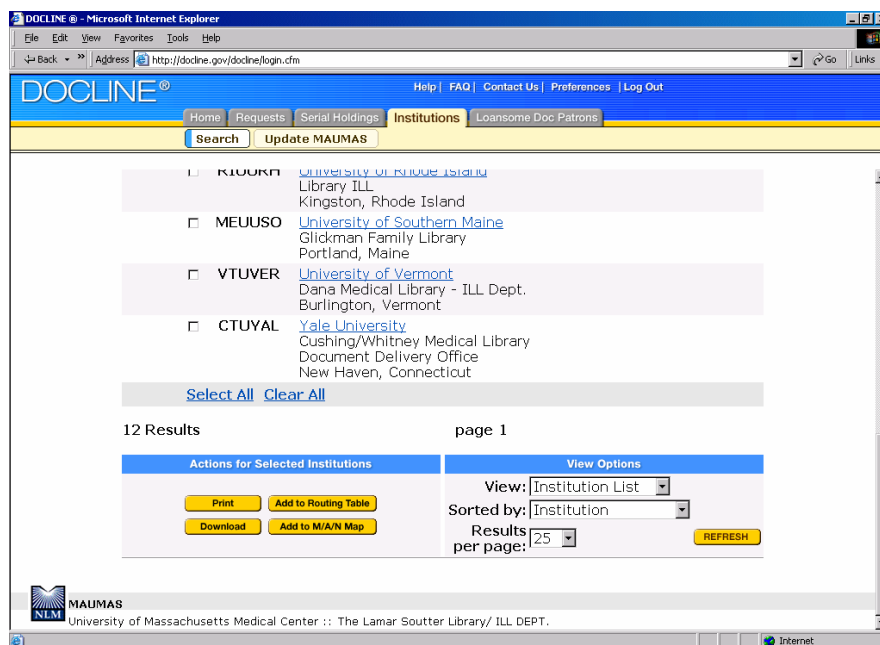 DOCLINE ® - Microsoft Internet Explorer
File Edit View Favorites Tools Help
Back » Address http://docline.gov/docline/login.cfm Go Links
DOCLINE®
Help | FAQ | Contact Us | Preferences | Log Out
Home Requests Serial Holdings Institutions Loansome Doc Patrons
Search Update MAUMAS
RIUURH University of Rhode Island
Library ILL
Kingston, Rhode Island
MEUUSO University of Southern Maine
Glickman Family Library
Portland, Maine
VTUVER University of Vermont
Dana Medical Library - ILL Dept.
Burlington, Vermont
CTUYAL Yale University
Cushing/Whitney Medical Library
Document Delivery Office
New Haven, Connecticut
Select All Clear All
12 Results page 1
Actions for Selected Institutions
Print Add to Routing Table
Download Add to M/A/N Map
View Options
View: Institution List
Sorted by: Institution
Results
per page: 25
REFRESH
NLM MAUMAS
University of Massachusetts Medical Center :: The Lamar Soutter Library/ ILL DEPT.
Internet